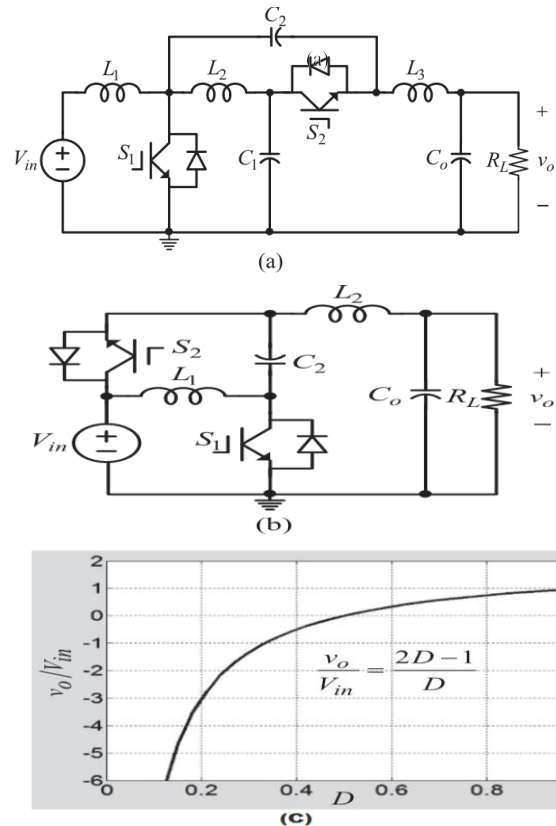 C2
L1
L2
(a)
L3
S2
S1
C1
Co
RL
+
vo
−
Vin
+
−
(a)
L2
S2
C2
L1
Co
RL
+
vo
−
Vin
+
−
S1
(b)
2
1
0
-1
-2
-3
-4
-5
-6
vo/Vin
vo/Vin = (2D−1)/D
0
0.2
0.4
0.6
0.8
D
(C)